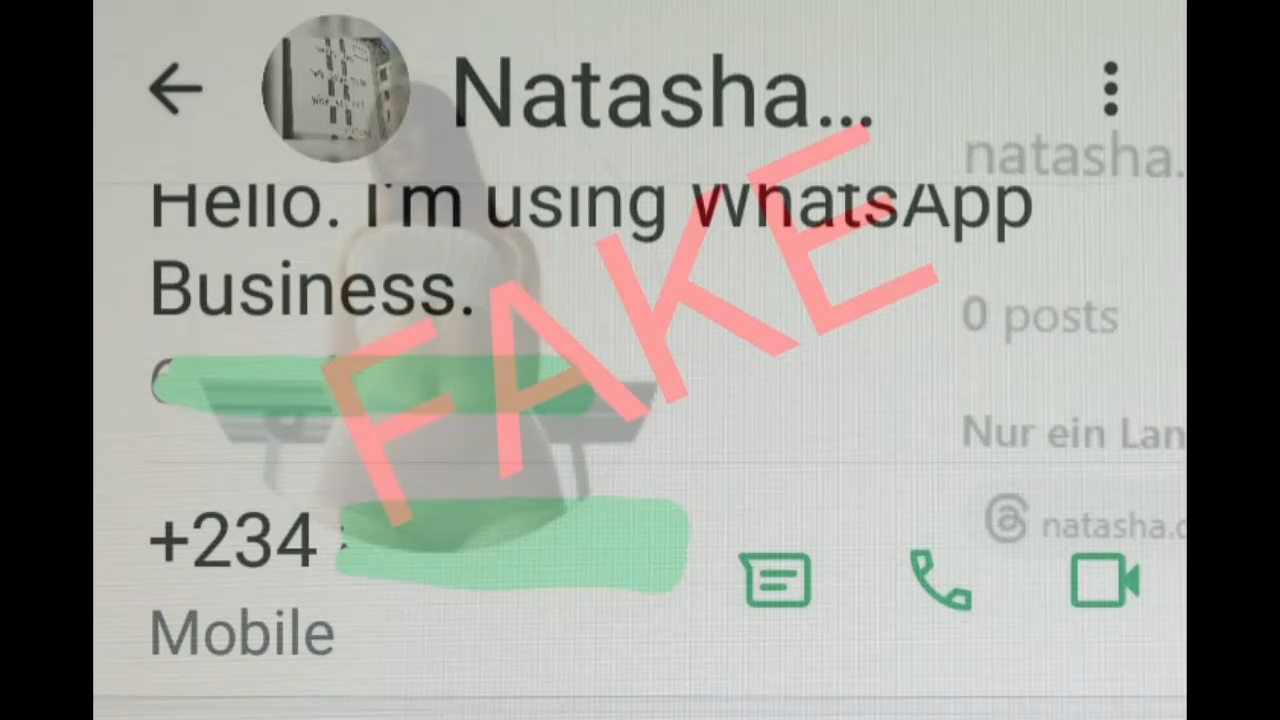 Natasha...
natasha.
Hello. I'm using WhatsApp
Business.
FAKE
0 posts
Nur ein Lan
+234
natasha.
Mobile